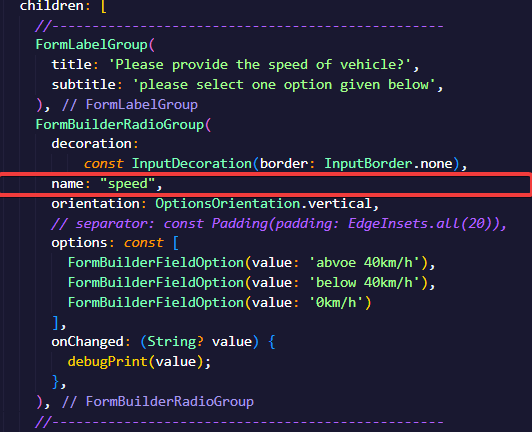 children: [
//-------------------------------------------------
FormLabelGroup(
title: 'Please provide the speed of vehicle?',
subtitle: 'please select one option given below',
), // FormLabelGroup
FormBuilderRadioGroup(
decoration:
const InputDecoration(border: InputBorder.none),
name: "speed",
orientation: OptionsOrientation.vertical,
// separator: const Padding(padding: EdgeInsets.all(20)),
options: const [
FormBuilderFieldOption(value: 'abvoe 40km/h'),
FormBuilderFieldOption(value: 'below 40km/h'),
FormBuilderFieldOption(value: '0km/h')
],
onChanged: (String? value) {
debugPrint(value);
},
), // FormBuilderRadioGroup
//-------------------------------------------------